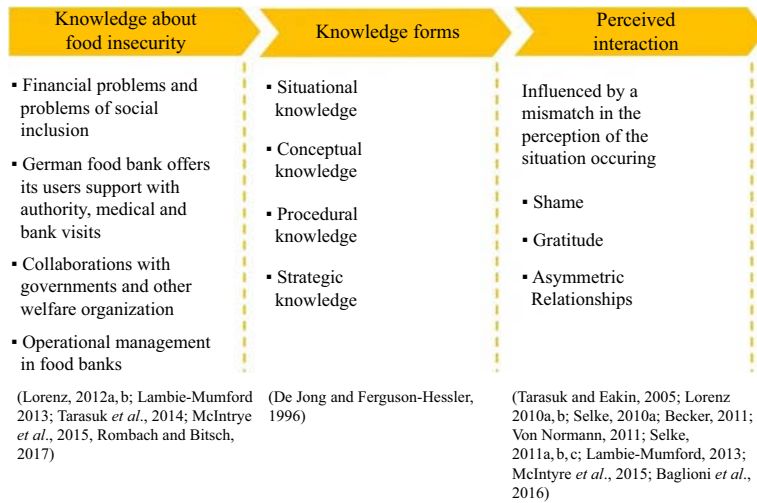 Knowledge about
food insecurity
▪ Financial problems and
problems of social
inclusion
▪ German food bank offers
its users support with
authority, medical and
bank visits
▪ Collaborations with
governments and other
welfare organization
▪ Operational management
in food banks
(Lorenz, 2012a, b; Lambie-Mumford
2013; Tarasuk et al., 2014; McIntrye
et al., 2015, Rombach and Bitsch,
2017)
Knowledge forms
▪ Situational
knowledge
▪ Conceptual
knowledge
▪ Procedural
knowledge
▪ Strategic
knowledge
(De Jong and Ferguson-Hessler,
1996)
Perceived
interaction
Influenced by a
mismatch in the
perception of the
situation occuring
▪ Shame
▪ Gratitude
▪ Asymmetric
Relationships
(Tarasuk and Eakin, 2005; Lorenz
2010a, b; Selke, 2010a; Becker, 2011;
Von Normann, 2011; Selke,
2011a, b, c; Lambie-Mumford, 2013;
McIntyre et al., 2015; Baglioni et al.,
2016)